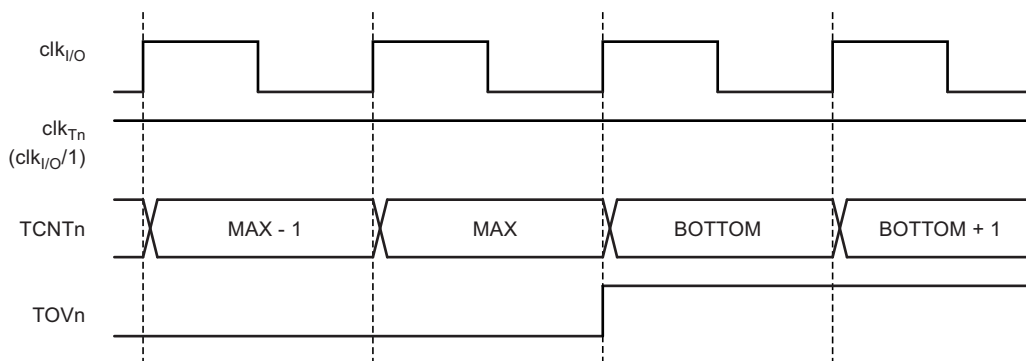 clkI/O
clkTn
(clkI/O/1)
TCNTn MAX - 1 MAX BOTTOM BOTTOM + 1
TOVn